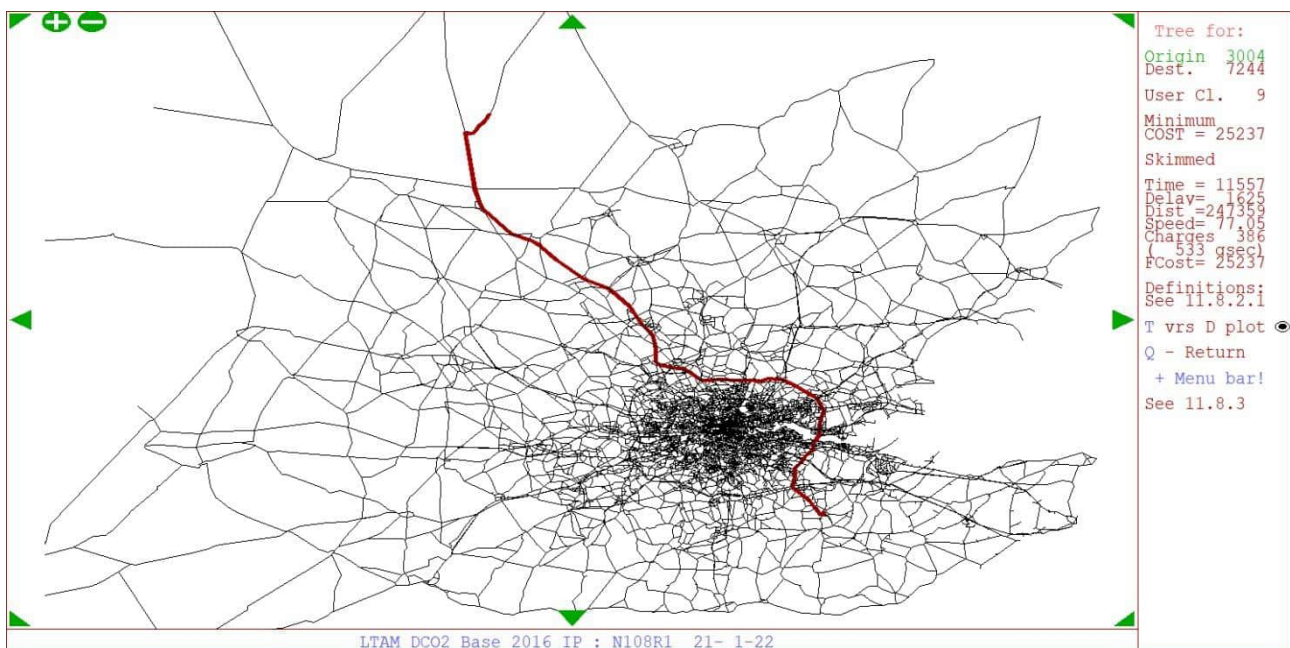 Tree for:
Origin 3004
Dest. 7244
User Cl. 9
Minimum
COST = 25237
Skimmed
Time = 11557
Delay= 1625
Dist =247359
Speed= 77.05
Charges 386
( 533 gsec)
FCost= 25237
Definitions:
See 11.8.2.1
T vrs D plot
Q - Return
+ Menu bar!
See 11.8.3
LTAM DCO2 Base 2016 IP : N108R1 21- 1-22